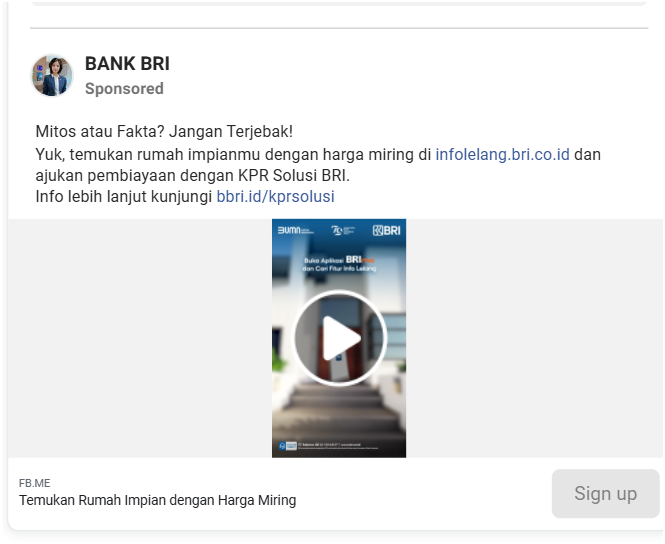 BANK BRI
Sponsored
Mitos atau Fakta? Jangan Terjebak!
Yuk, temukan rumah impianmu dengan harga miring di infolelang.bri.co.id dan
ajukan pembiayaan dengan KPR Solusi BRI.
Info lebih lanjut kunjungi bbri.id/kprsolusi
BUMN
BRI
Buka Aplikasi BRImo
dan Cari Fitur Info Lelang
FB.ME
Temukan Rumah Impian dengan Harga Miring
Sign up